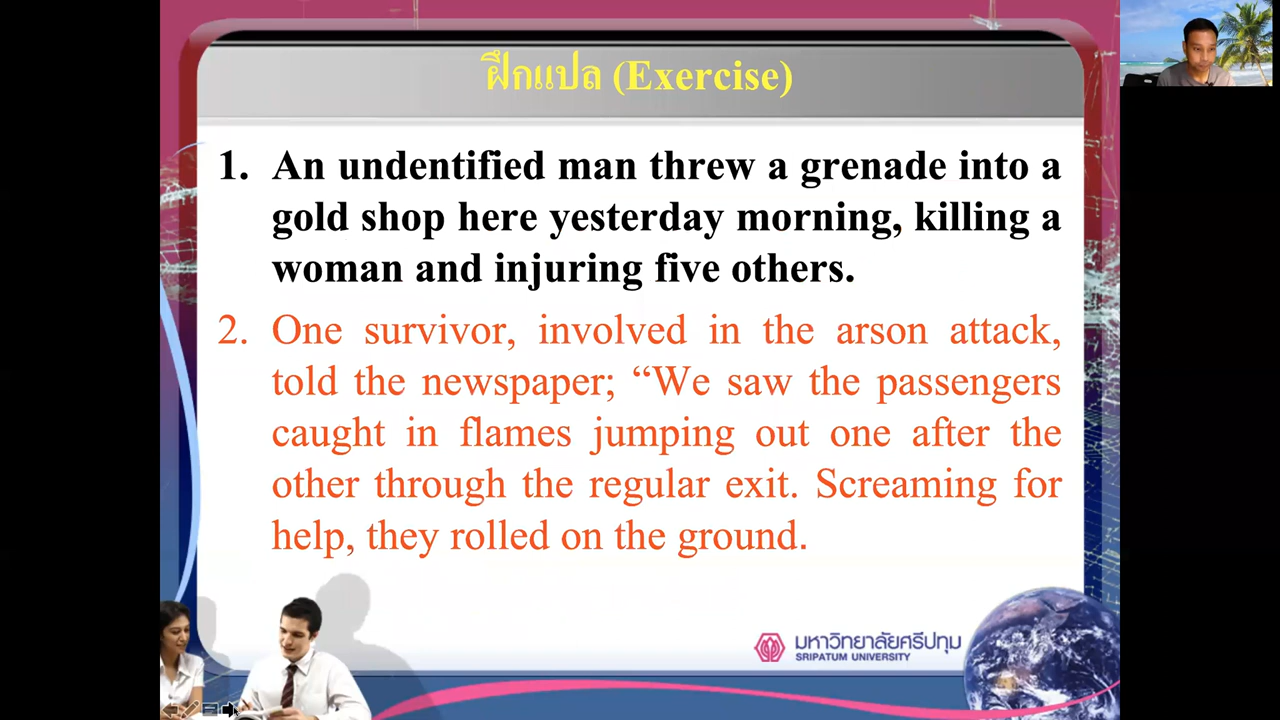 ฝึกแปล (Exercise)
1. An undentified man threw a grenade into a
gold shop here yesterday morning, killing a
woman and injuring five others.
2. One survivor, involved in the arson attack,
told the newspaper; “We saw the passengers
caught in flames jumping out one after the
other through the regular exit. Screaming for
help, they rolled on the ground.
มหาวิทยาลัยศรีปทุม
SRIPATUM UNIVERSITY